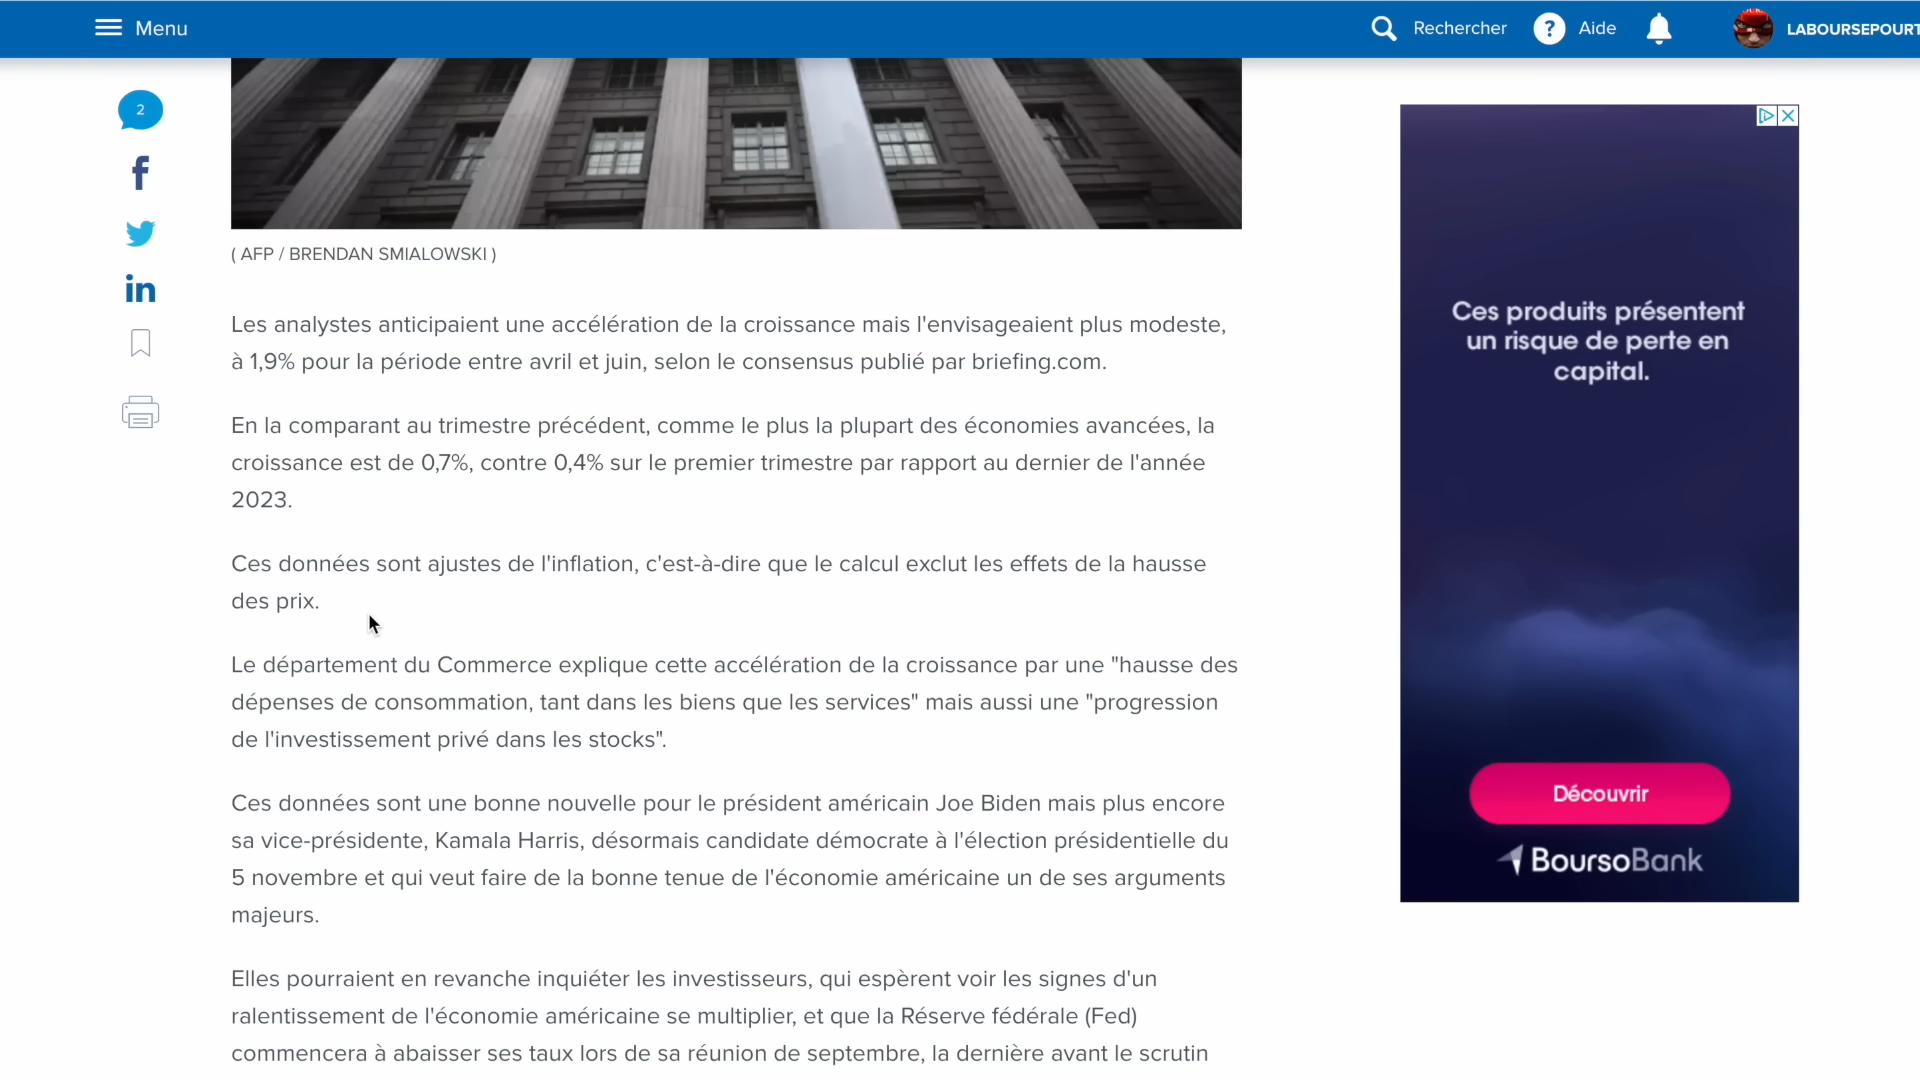 Menu
Rechercher
? Aide
LABOURSEPOURT
2
( AFP / BRENDAN SMIALOWSKI )
Les analystes anticipaient une accélération de la croissance mais l'envisageaient plus modeste,
à 1,9% pour la période entre avril et juin, selon le consensus publié par briefing.com.
En la comparant au trimestre précédent, comme le plus la plupart des économies avancées, la
croissance est de 0,7%, contre 0,4% sur le premier trimestre par rapport au dernier de l'année
2023.
Ces données sont ajustes de l'inflation, c'est-à-dire que le calcul exclut les effets de la hausse
des prix.
Le département du Commerce explique cette accélération de la croissance par une "hausse des
dépenses de consommation, tant dans les biens que les services" mais aussi une "progression
de l'investissement privé dans les stocks".
Ces données sont une bonne nouvelle pour le président américain Joe Biden mais plus encore
sa vice-présidente, Kamala Harris, désormais candidate démocrate à l'élection présidentielle du
5 novembre et qui veut faire de la bonne tenue de l'économie américaine un de ses arguments
majeurs.
Elles pourraient en revanche inquiéter les investisseurs, qui espèrent voir les signes d'un
ralentissement de l'économie américaine se multiplier, et que la Réserve fédérale (Fed)
commencera à abaisser ses taux lors de sa réunion de septembre, la dernière avant le scrutin
Ces produits présentent
un risque de perte en
capital.
Découvrir
BoursoBank